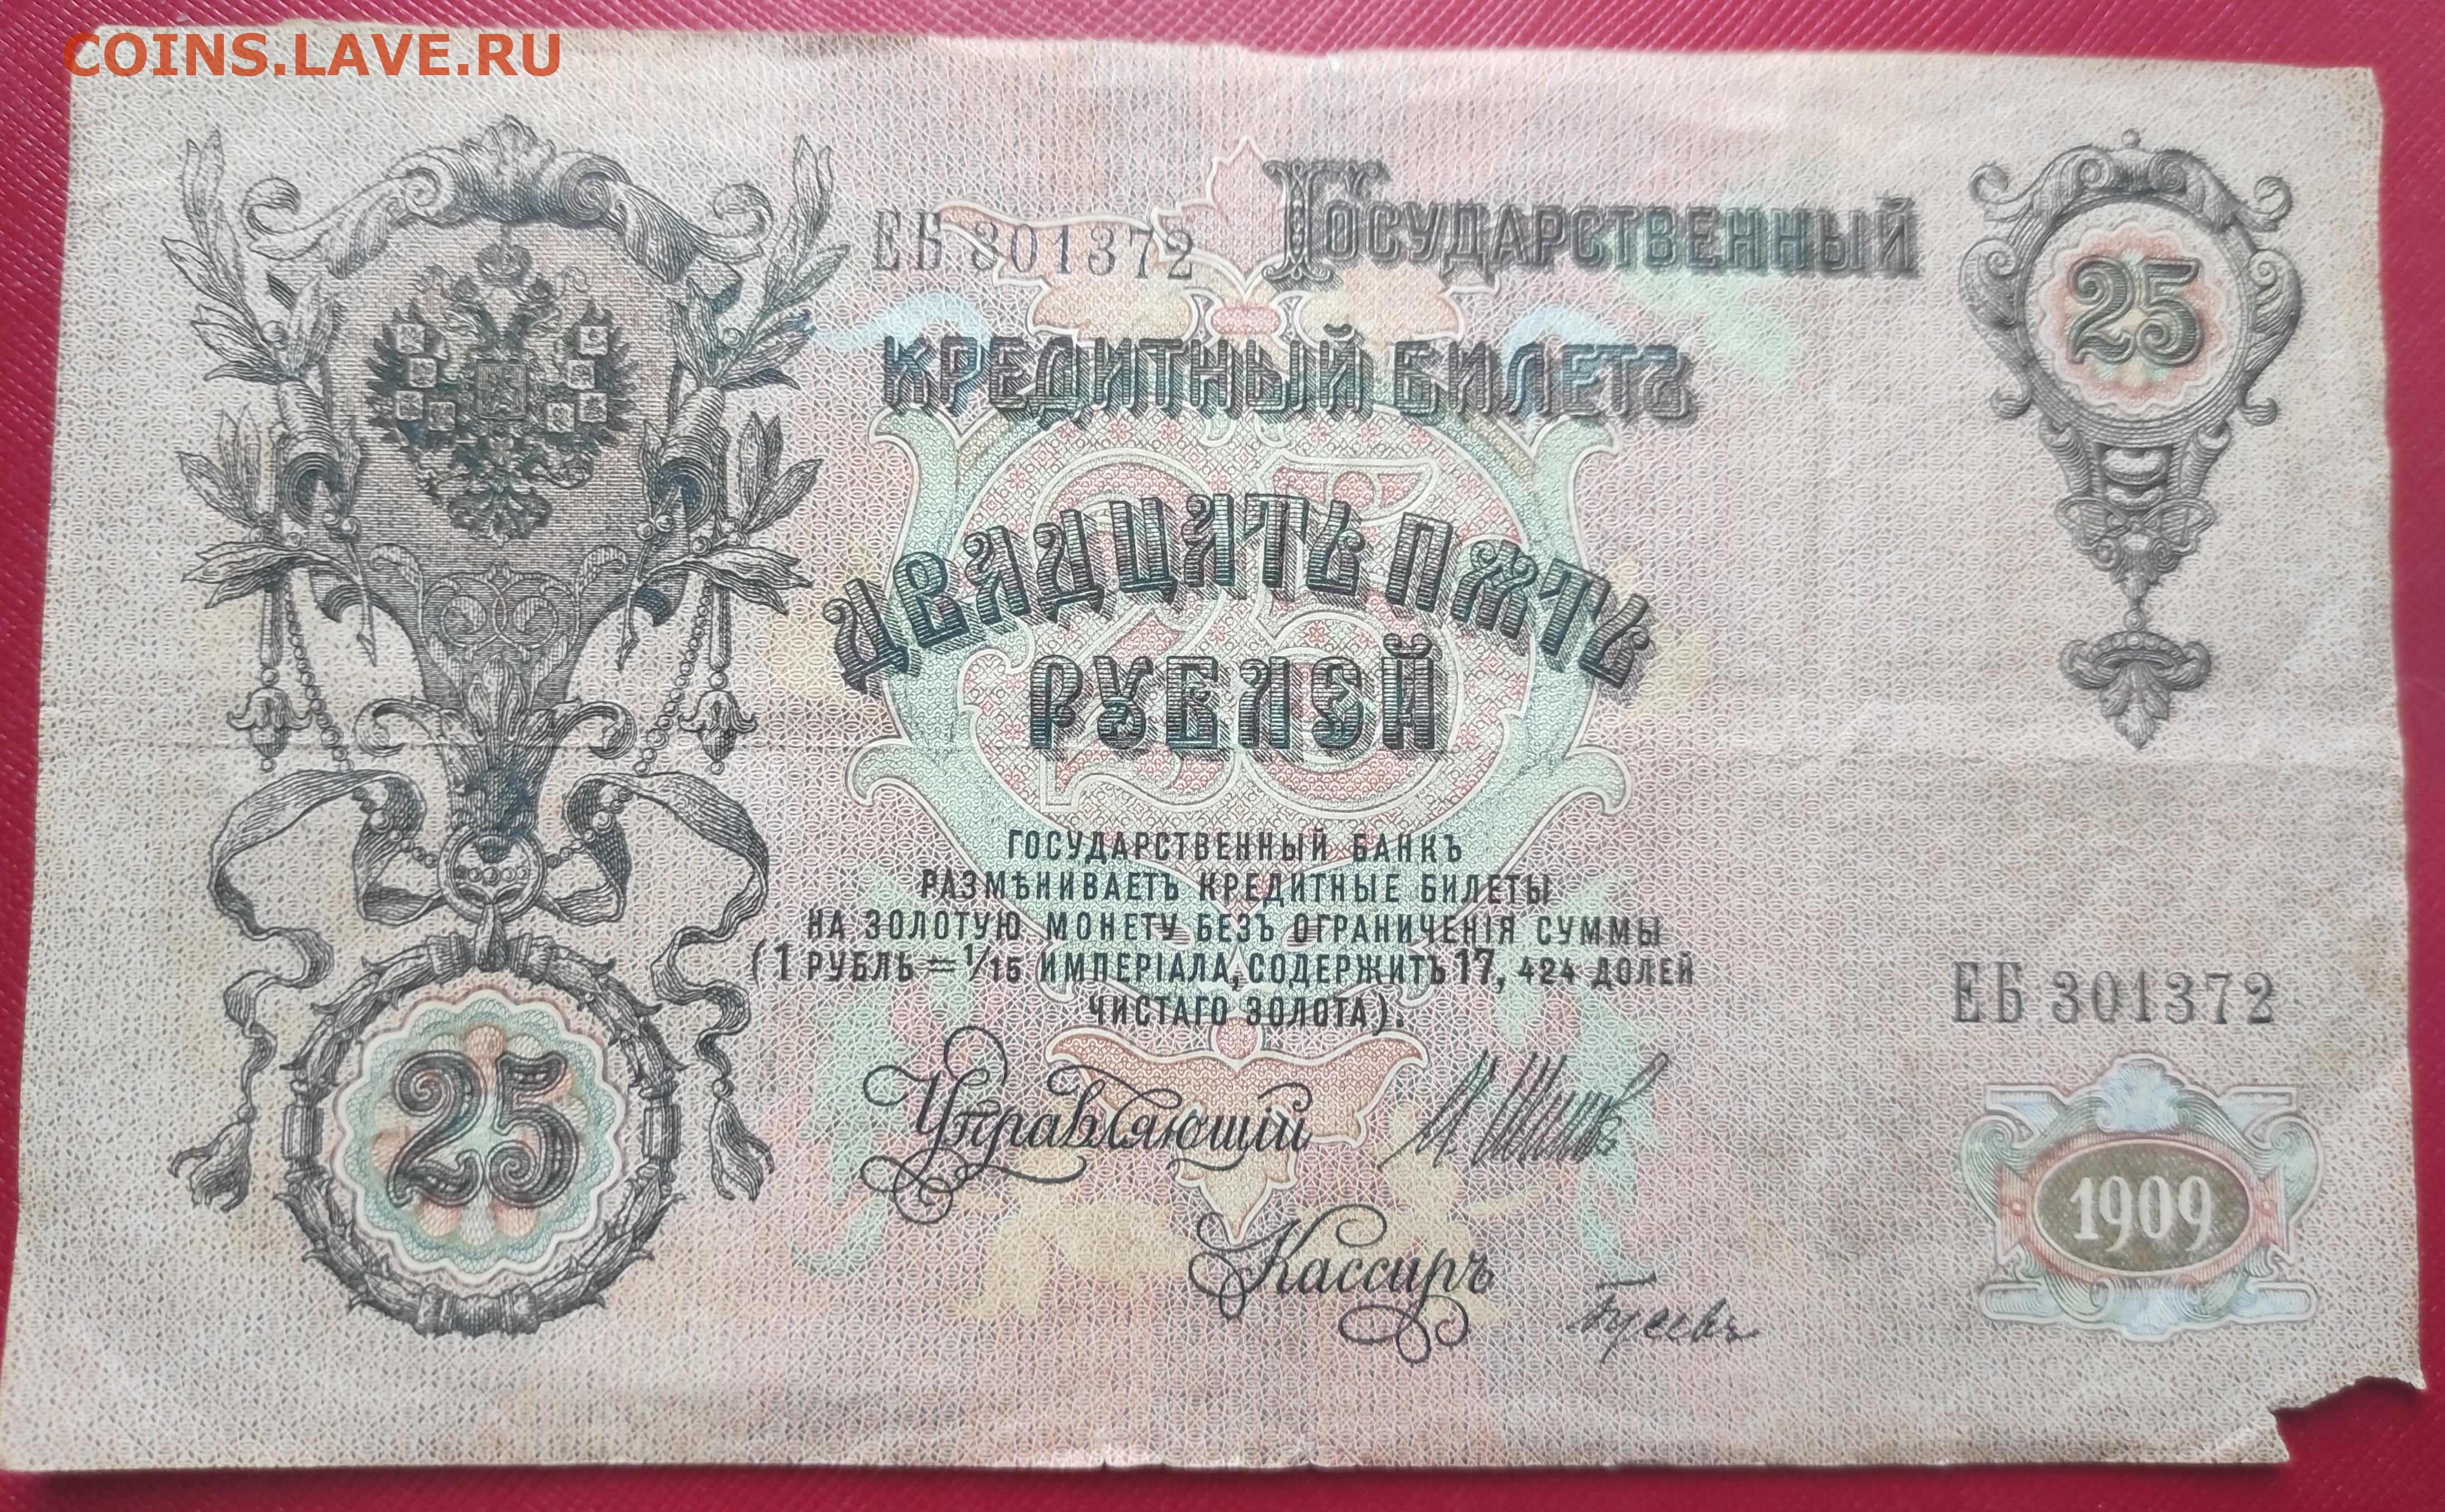 COINS.LAVE.RU
ЕБ 301372
ГОСУДАРСТВЕННЫЙ
25
КРЕДИТНЫЙ БИЛЕТЪ
25
ДВАДЦАТЬ ПЯТЬ
РУБЛЕЙ
ГОСУДАРСТВЕННЫЙ БАНКЪ
РАЗМѢНИВАЕТЪ КРЕДИТНЫЕ БИЛЕТЫ
НА ЗОЛОТУЮ МОНЕТУ БЕЗЪ ОГРАНИЧЕНІЯ СУММЫ
(1 РУБЛЬ = 1/15 ИМПЕРІАЛА, СОДЕРЖИТЪ 17, 424 ДОЛЕЙ
ЧИСТАГО ЗОЛОТА).
ЕБ 301372
25
Управляющій
Кассиръ
Гусевъ
1909